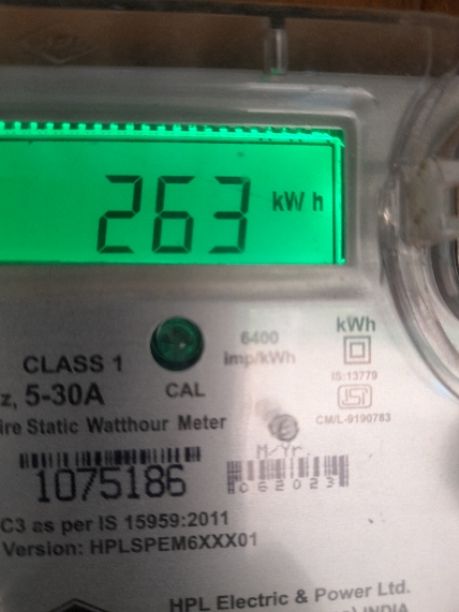 263 kWh
6400
imp/kWh
kWh
IS:13779
CLASS 1
z, 5-30A
CAL
CM/L-9190783
ire Static Watthour Meter
M/Yr.
1075186
062023
C3 as per IS 15959:2011
Version: HPLSPEM6XXX01
HPL Electric & Power Ltd.
INDIA